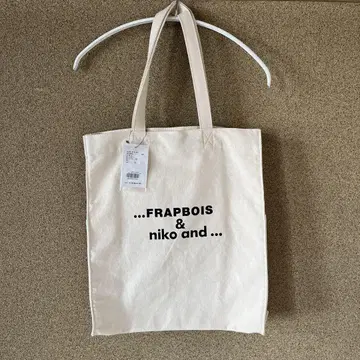 ...FRAPBOIS
&
niko and ...